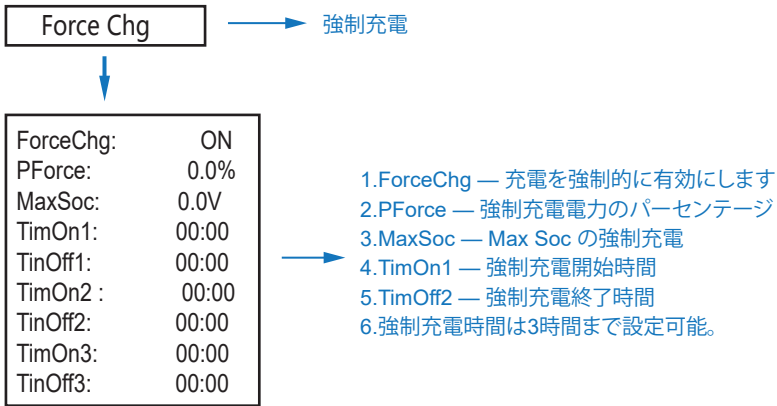 Force Chg
強制充電
ForceChg: ON
PForce: 0.0%
MaxSoc: 0.0V
TimOn1: 00:00
TinOff1: 00:00
TimOn2 : 00:00
TinOff2: 00:00
TimOn3: 00:00
TinOff3: 00:00
1.ForceChg — 充電を強制的に有効にします
2.PForce — 強制充電電力のパーセンテージ
3.MaxSoc — Max Soc の強制充電
4.TimOn1 — 強制充電開始時間
5.TimOff2 — 強制充電終了時間
6.強制充電時間は3時間まで設定可能。